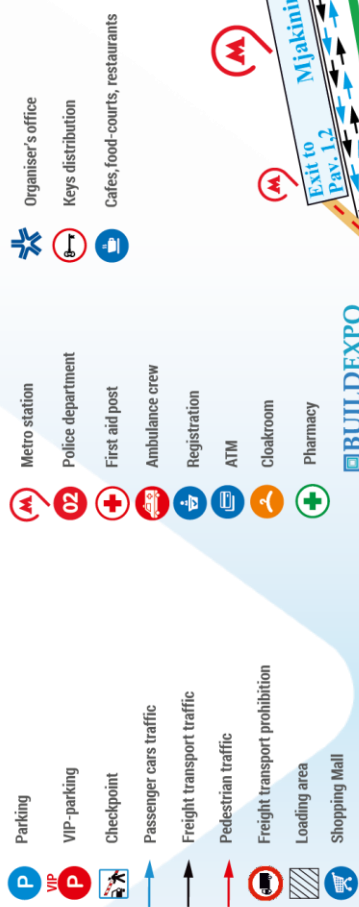 P Parking
VIP P VIP-parking
Checkpoint
Passenger cars traffic
Freight transport traffic
Pedestrian traffic
Freight transport prohibition
Loading area
Shopping Mall
M Metro station
02 Police department
First aid post
Ambulance crew
Registration
ATM
Cloakroom
Pharmacy
BUILDEXPO
Organiser's office
Keys distribution
Cafes, food-courts, restaurants
M
Exit to
Pav. 1,2
M